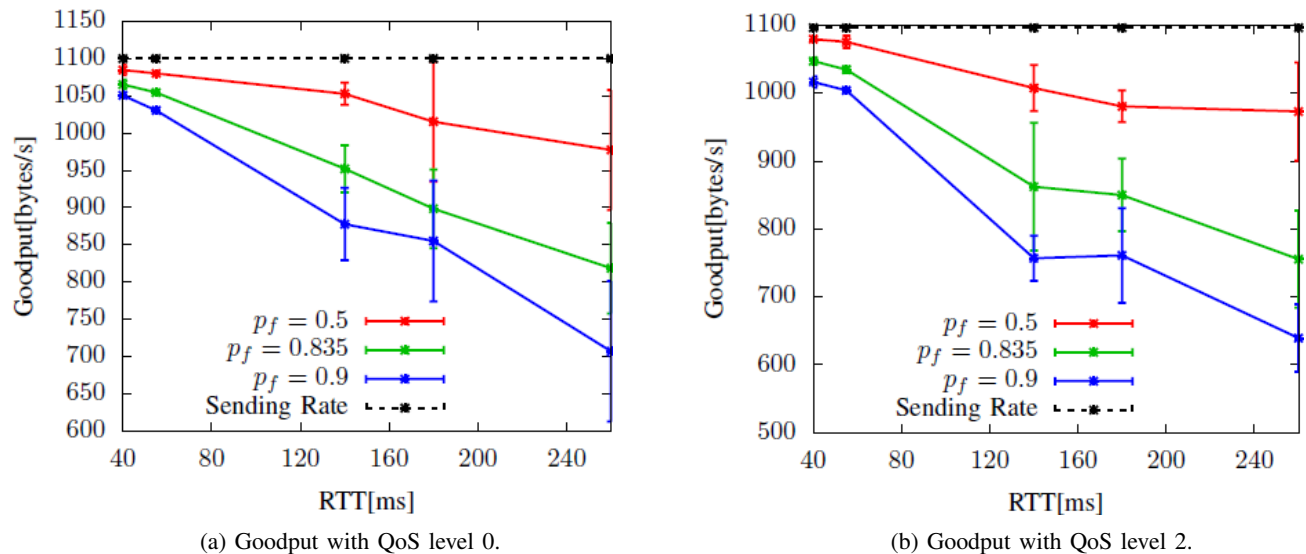 1150
1100
1050
1000
950
900
850
800
750
700
650
600
Goodput[bytes/s]
p_f = 0.5
p_f = 0.835
p_f = 0.9
Sending Rate
40 80 120 160 200 240
RTT[ms]
(a) Goodput with QoS level 0.
1100
1000
900
800
700
600
500
Goodput[bytes/s]
p_f = 0.5
p_f = 0.835
p_f = 0.9
Sending Rate
40 80 120 160 200 240
RTT[ms]
(b) Goodput with QoS level 2.